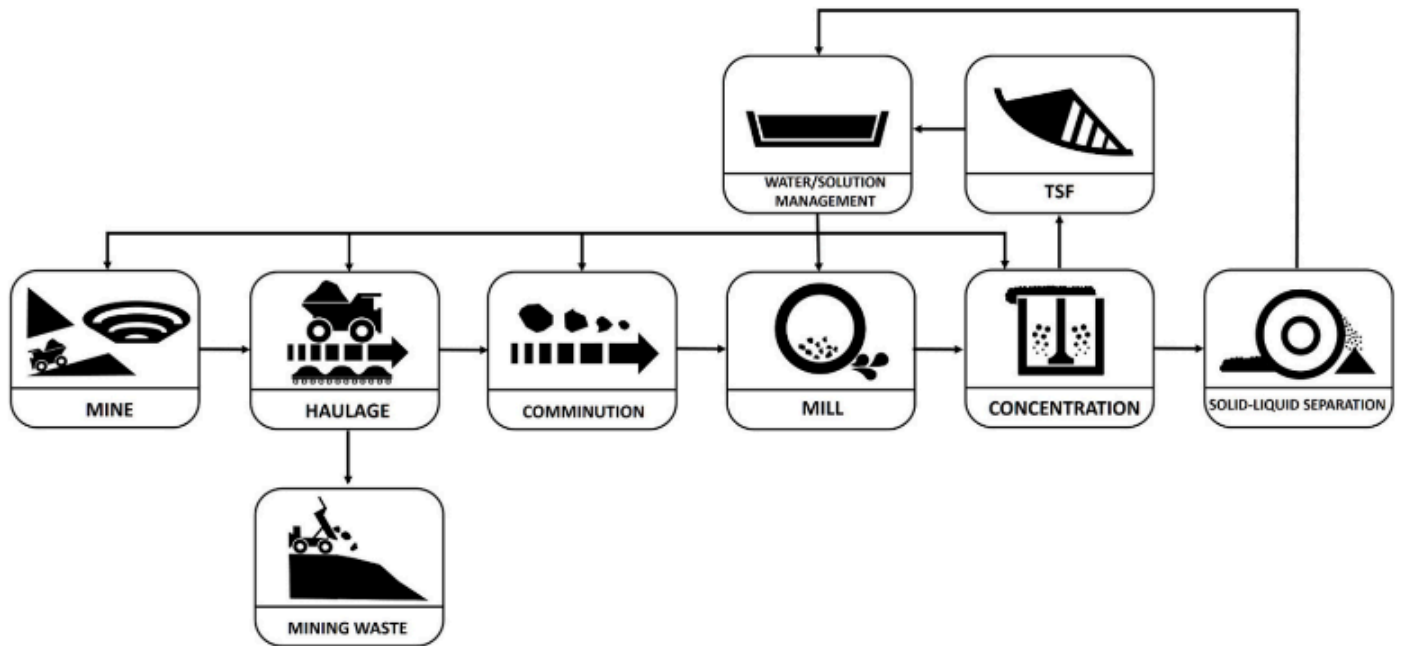 WATER/SOLUTION
MANAGEMENT
TSF
MINE
HAULAGE
COMMINUTION
MILL
CONCENTRATION
SOLID-LIQUID SEPARATION
MINING WASTE